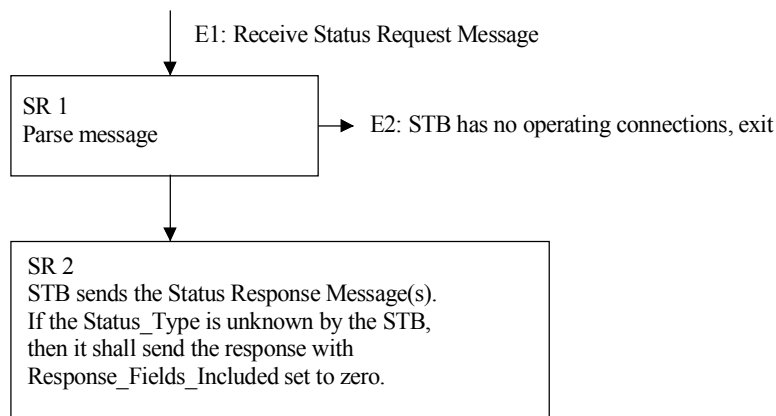 E1: Receive Status Request Message
SR 1
Parse message
E2: STB has no operating connections, exit
SR 2
STB sends the Status Response Message(s).
If the Status_Type is unknown by the STB,
then it shall send the response with
Response_Fields_Included set to zero.